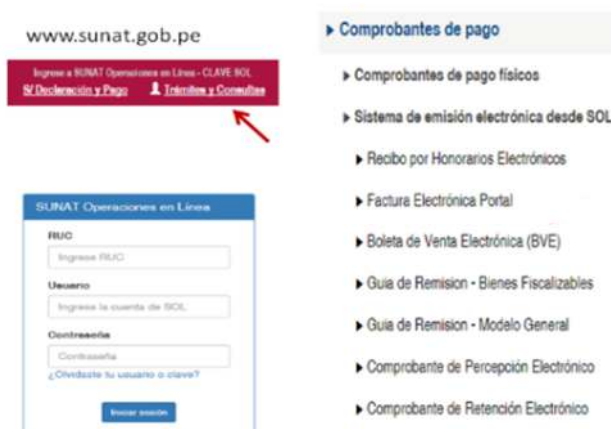 www.sunat.gob.pe
Ingrese a SUNAT Operaciones en Línea - CLAVE SOL
S/ Declaración y Pago Trámites y Consultas
SUNAT Operaciones en Línea
RUC
Ingrese RUC
Usuario
Ingrese la cuenta de SOL
Contraseña
Contraseña
¿Olvidaste tu usuario o clave?
Iniciar sesión
Comprobantes de pago
Comprobantes de pago físicos
Sistema de emisión electrónica desde SOL
Recibo por Honorarios Electrónicos
Factura Electrónica Portal
Boleta de Venta Electrónica (BVE)
Guia de Remision - Bienes Fiscalizables
Guia de Remision - Modelo General
Comprobante de Percepción Electrónico
Comprobante de Retención Electrónico